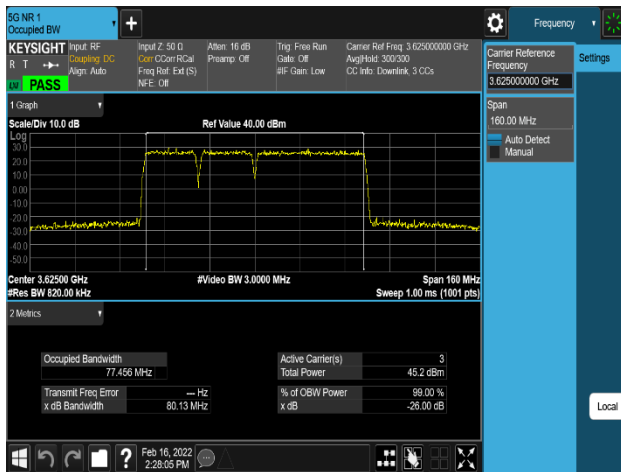 5G NR 1
Occupied BW
Frequency
KEYSIGHT
R T
PASS
Input: RF
Coupling: DC
Align: Auto
Input Z: 50 Ω
Corr CCorr RCal
Freq Ref: Ext (S)
NFE: Off
Atten: 16 dB
Preamp: Off
Trig: Free Run
Gate: Off
#IF Gain: Low
Carrier Ref Freq: 3.625000000 GHz
Avg|Hold: 300/300
CC Info: Downlink, 3 CCs
Carrier Reference
Frequency
3.625000000 GHz
Settings
Span
160.00 MHz
Auto Detect
Manual
1 Graph
Scale/Div 10.0 dB
Ref Value 40.00 dBm
Log
30.0
20.0
10.0
0.00
-10.0
-20.0
-30.0
-40.0
-50.0
Center 3.62500 GHz
#Video BW 3.0000 MHz
Span 160 MHz
#Res BW 820.00 kHz
Sweep 1.00 ms (1001 pts)
2 Metrics
Occupied Bandwidth
77.456 MHz
Transmit Freq Error
--- Hz
x dB Bandwidth
80.13 MHz
Active Carrier(s)
3
Total Power
45.2 dBm
% of OBW Power
99.00 %
x dB
-26.00 dB
Local
?
Feb 16, 2022
2:28:05 PM